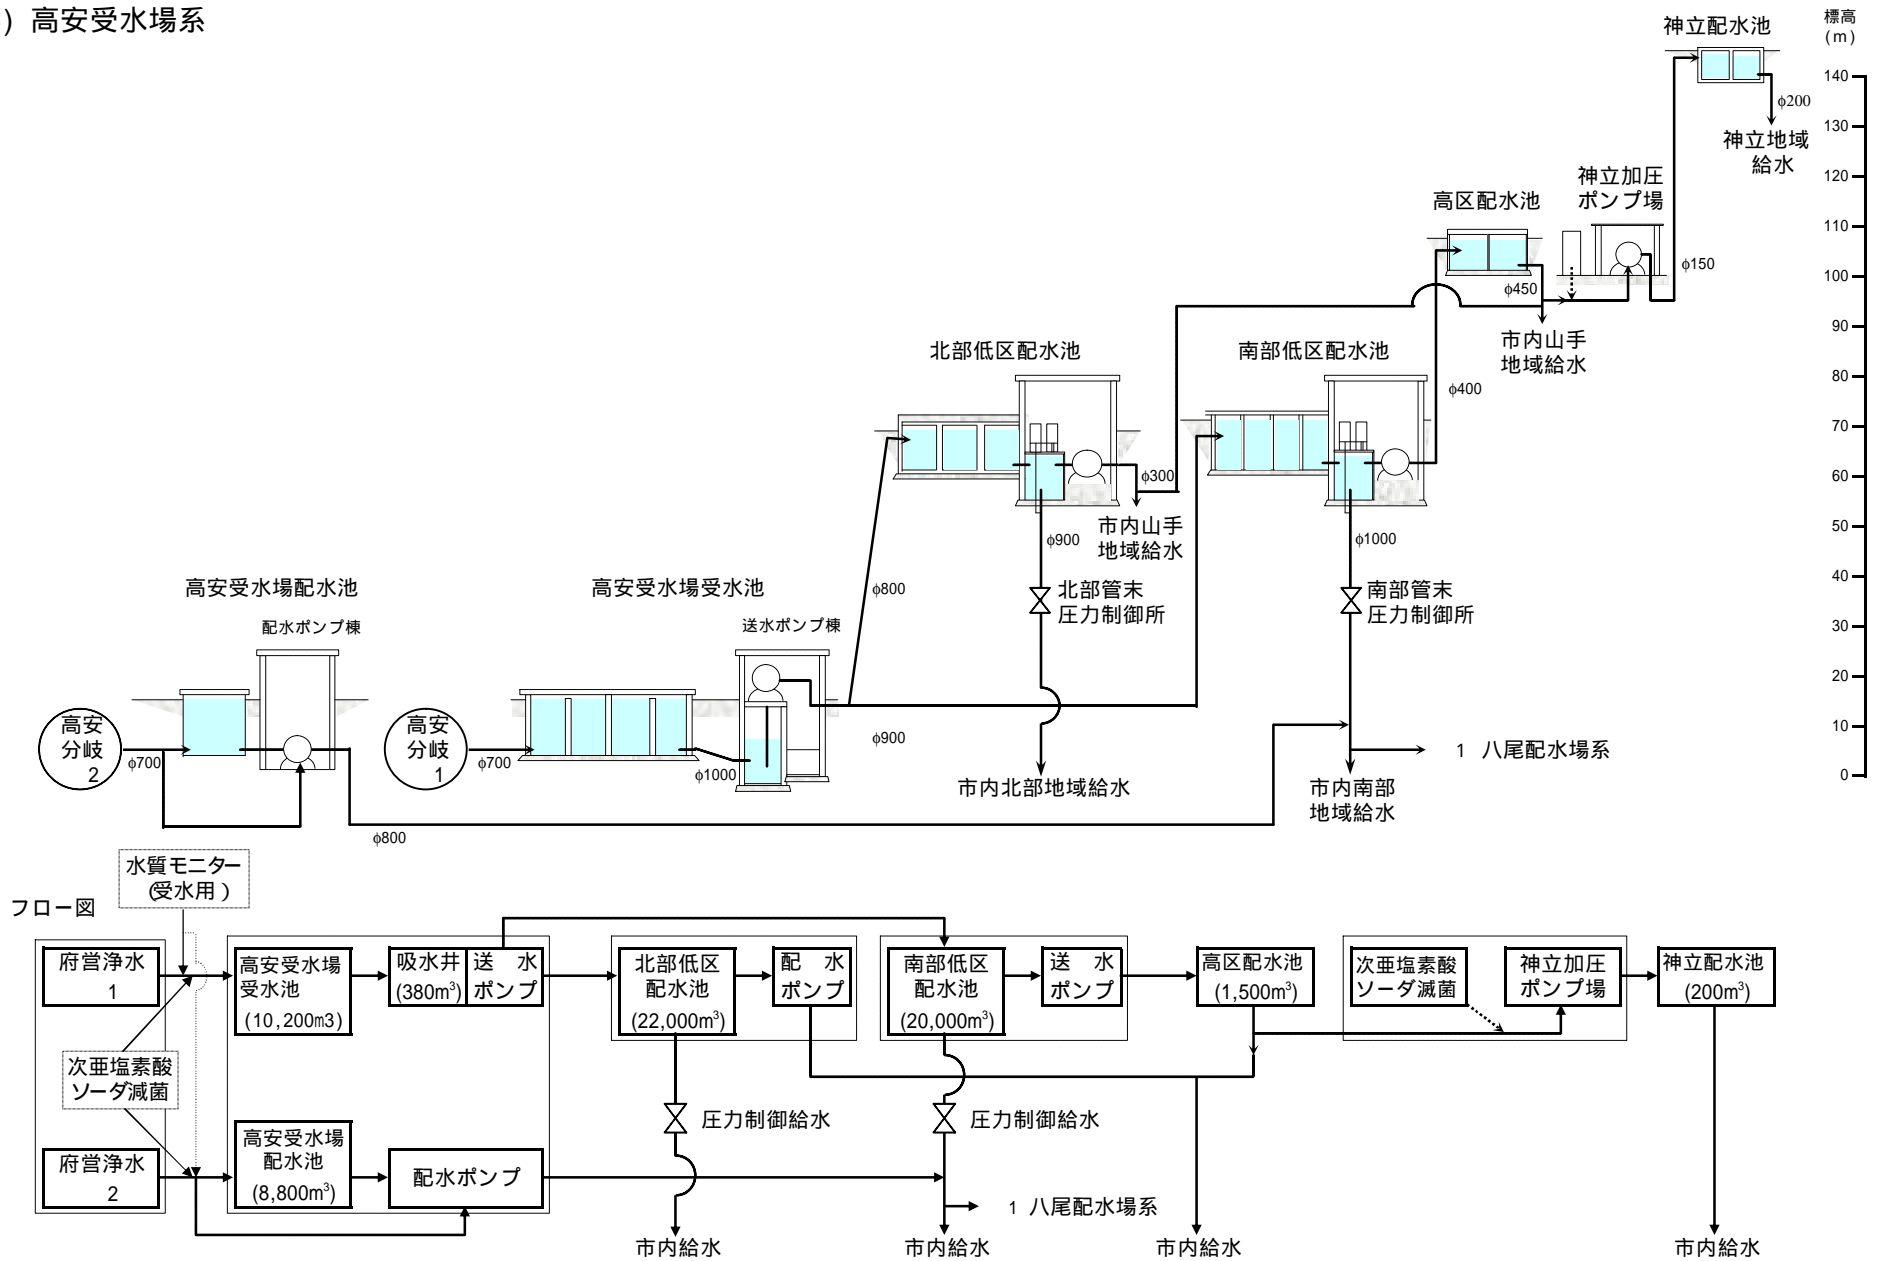 ) 高安受水場系
神立配水池
標高
(m)
140
130
120
110
100
90
80
70
60
50
40
30
20
10
0
φ200
神立地域
給水
神立加圧
ポンプ場
高区配水池
φ150
φ450
市内山手
地域給水
北部低区配水池
南部低区配水池
φ400
φ300
市内山手
地域給水
φ900
φ1000
北部管末
圧力制御所
南部管末
圧力制御所
φ800
高安受水場配水池
高安受水場受水池
配水ポンプ棟
送水ポンプ棟
高安
分岐
2
φ700
高安
分岐
1
φ700
φ1000
φ900
1 八尾配水場系
市内北部地域給水
市内南部
地域給水
φ800
水質モニター
(受水用)
フロー図
府営浄水
1
高安受水場
受水池
(10,200m3)
吸水井
(380m³)
送 水
ポンプ
北部低区
配水池
(22,000m³)
配 水
ポンプ
南部低区
配水池
(20,000m³)
送 水
ポンプ
高区配水池
(1,500m³)
次亜塩素酸
ソーダ滅菌
神立加圧
ポンプ場
神立配水池
(200m³)
次亜塩素酸
ソーダ滅菌
圧力制御給水
圧力制御給水
府営浄水
2
高安受水場
配水池
(8,800m³)
配水ポンプ
1 八尾配水場系
市内給水
市内給水
市内給水
市内給水